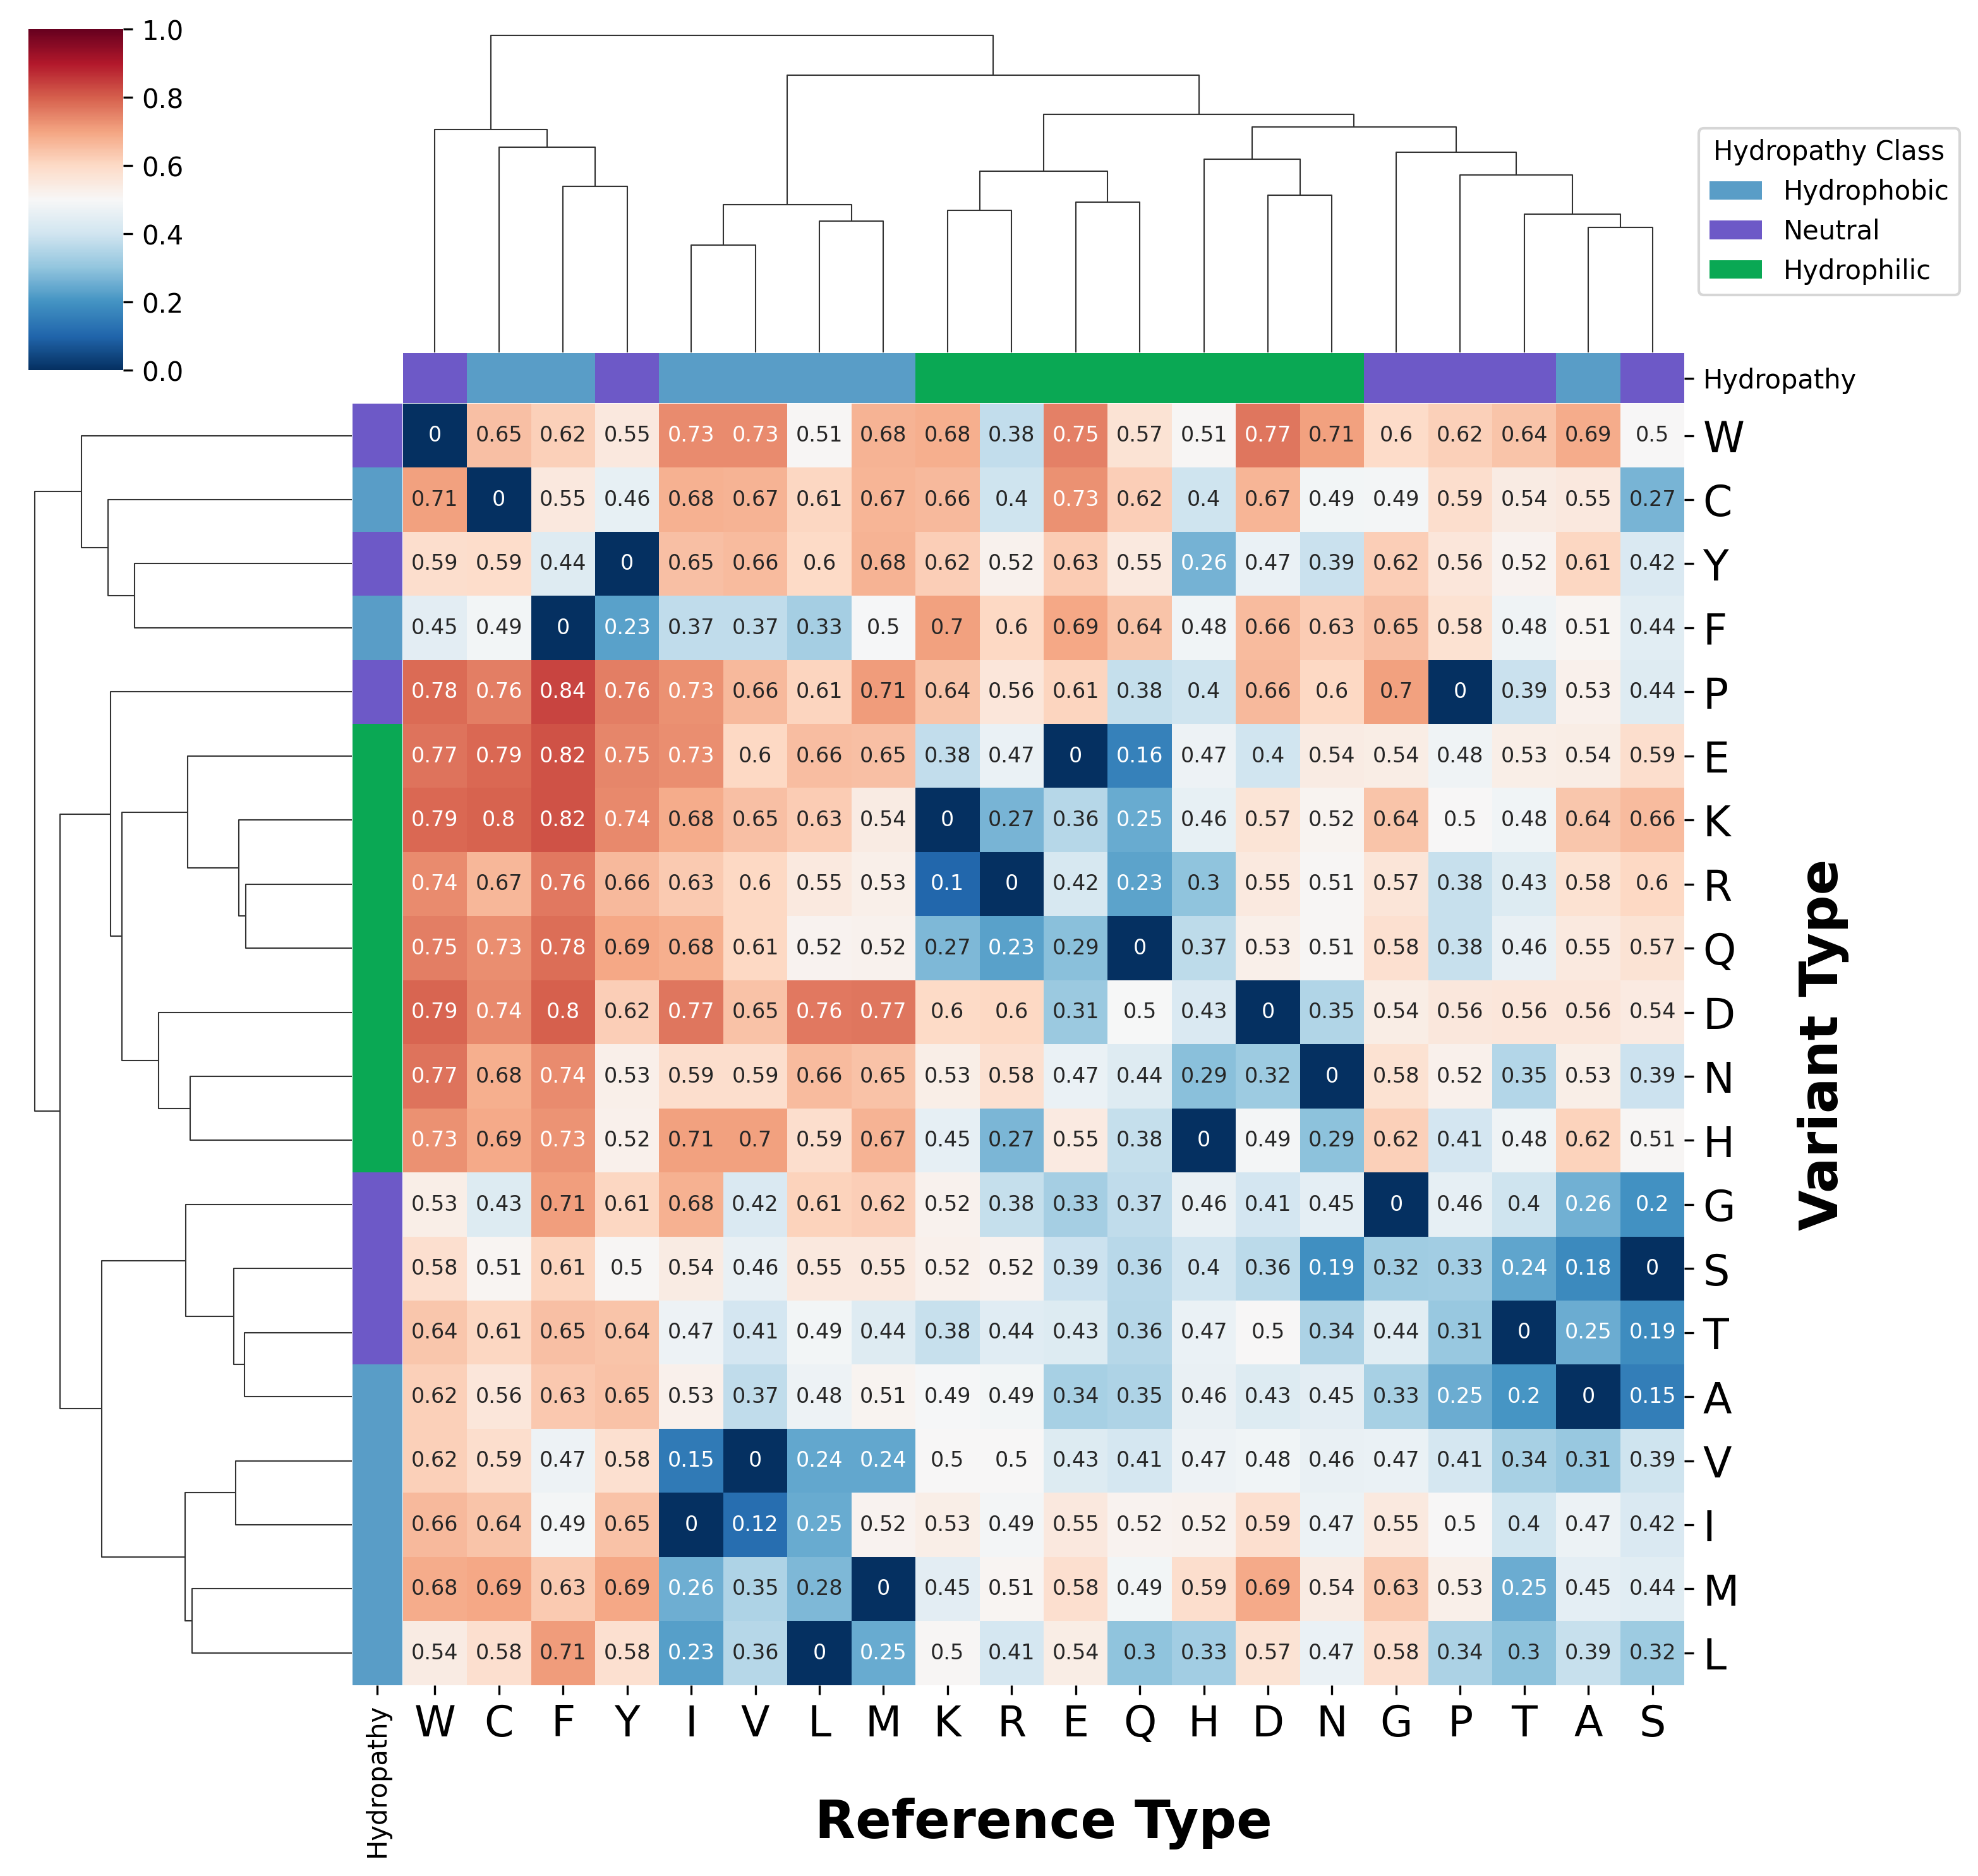 1.0
0.8
0.6
0.4
0.2
0.0
Hydropathy Class
Hydrophobic
Neutral
Hydrophilic
Hydropathy
0 0.65 0.62 0.55 0.73 0.73 0.51 0.68 0.68 0.38 0.75 0.57 0.51 0.77 0.71 0.6 0.62 0.64 0.69 0.5 W
0.71 0 0.55 0.46 0.68 0.67 0.61 0.67 0.66 0.4 0.73 0.62 0.4 0.67 0.49 0.49 0.59 0.54 0.55 0.27 C
0.59 0.59 0.44 0 0.65 0.66 0.6 0.68 0.62 0.52 0.63 0.55 0.26 0.47 0.39 0.62 0.56 0.52 0.61 0.42 Y
0.45 0.49 0 0.23 0.37 0.37 0.33 0.5 0.7 0.6 0.69 0.64 0.48 0.66 0.63 0.65 0.58 0.48 0.51 0.44 F
0.78 0.76 0.84 0.76 0.73 0.66 0.61 0.71 0.64 0.56 0.61 0.38 0.4 0.66 0.6 0.7 0 0.39 0.53 0.44 P
0.77 0.79 0.82 0.75 0.73 0.6 0.66 0.65 0.38 0.47 0 0.16 0.47 0.4 0.54 0.54 0.48 0.53 0.54 0.59 E
0.79 0.8 0.82 0.74 0.68 0.65 0.63 0.54 0 0.27 0.36 0.25 0.46 0.57 0.52 0.64 0.5 0.48 0.64 0.66 K
0.74 0.67 0.76 0.66 0.63 0.6 0.55 0.53 0.1 0 0.42 0.23 0.3 0.55 0.51 0.57 0.38 0.43 0.58 0.6 R
0.75 0.73 0.78 0.69 0.68 0.61 0.52 0.52 0.27 0.23 0.29 0 0.37 0.53 0.51 0.58 0.38 0.46 0.55 0.57 Q
0.79 0.74 0.8 0.62 0.77 0.65 0.76 0.77 0.6 0.6 0.31 0.5 0.43 0 0.35 0.54 0.56 0.56 0.56 0.54 D
0.77 0.68 0.74 0.53 0.59 0.59 0.66 0.65 0.53 0.58 0.47 0.44 0.29 0.32 0 0.58 0.52 0.35 0.53 0.39 N
0.73 0.69 0.73 0.52 0.71 0.7 0.59 0.67 0.45 0.27 0.55 0.38 0 0.49 0.29 0.62 0.41 0.48 0.62 0.51 H
0.53 0.43 0.71 0.61 0.68 0.42 0.61 0.62 0.52 0.38 0.33 0.37 0.46 0.41 0.45 0 0.46 0.4 0.26 0.2 G
0.58 0.51 0.61 0.5 0.54 0.46 0.55 0.55 0.52 0.52 0.39 0.36 0.4 0.36 0.19 0.32 0.33 0.24 0.18 0 S
0.64 0.61 0.65 0.64 0.47 0.41 0.49 0.44 0.38 0.44 0.43 0.36 0.47 0.5 0.34 0.44 0.31 0 0.25 0.19 T
0.62 0.56 0.63 0.65 0.53 0.37 0.48 0.51 0.49 0.49 0.34 0.35 0.46 0.43 0.45 0.33 0.25 0.2 0 0.15 A
0.62 0.59 0.47 0.58 0.15 0 0.24 0.24 0.5 0.5 0.43 0.41 0.47 0.48 0.46 0.47 0.41 0.34 0.31 0.39 V
0.66 0.64 0.49 0.65 0 0.12 0.25 0.52 0.53 0.49 0.55 0.52 0.52 0.59 0.47 0.55 0.5 0.4 0.47 0.42 I
0.68 0.69 0.63 0.69 0.26 0.35 0.28 0 0.45 0.51 0.58 0.49 0.59 0.69 0.54 0.63 0.53 0.25 0.45 0.44 M
0.54 0.58 0.71 0.58 0.23 0.36 0 0.25 0.5 0.41 0.54 0.3 0.33 0.57 0.47 0.58 0.34 0.3 0.39 0.32 L
Variant Type
Hydropathy
W C F Y I V L M K R E Q H D N G P T A S
Reference Type